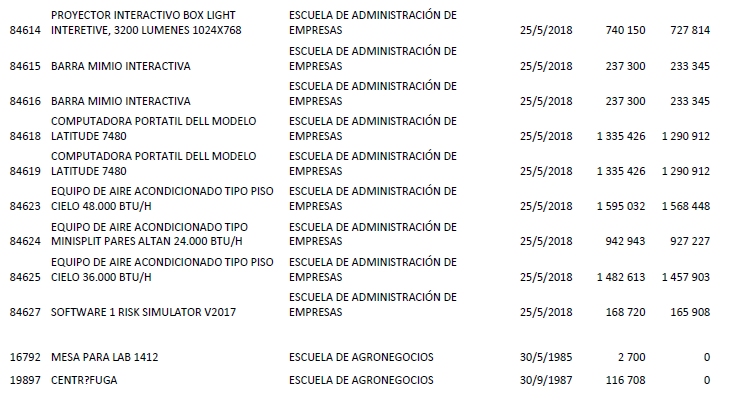 PROYECTOR INTERACTIVO BOX LIGHT ESCUELA DE ADMINISTRACIÓN DE
84614 INTERETIVE, 3200 LUMENES 1024X768 EMPRESAS 25/5/2018 740 150 727 814
ESCUELA DE ADMINISTRACIÓN DE
84615 BARRA MIMIO INTERACTIVA EMPRESAS 25/5/2018 237 300 233 345
ESCUELA DE ADMINISTRACIÓN DE
84616 BARRA MIMIO INTERACTIVA EMPRESAS 25/5/2018 237 300 233 345
COMPUTADORA PORTATIL DELL MODELO ESCUELA DE ADMINISTRACIÓN DE
84618 LATITUDE 7480 EMPRESAS 25/5/2018 1 335 426 1 290 912
COMPUTADORA PORTATIL DELL MODELO ESCUELA DE ADMINISTRACIÓN DE
84619 LATITUDE 7480 EMPRESAS 25/5/2018 1 335 426 1 290 912
EQUIPO DE AIRE ACONDICIONADO TIPO PISO ESCUELA DE ADMINISTRACIÓN DE
84623 CIELO 48.000 BTU/H EMPRESAS 25/5/2018 1 595 032 1 568 448
EQUIPO DE AIRE ACONDICIONADO TIPO ESCUELA DE ADMINISTRACIÓN DE
84624 MINISPLIT PARES ALTAN 24.000 BTU/H EMPRESAS 25/5/2018 942 943 927 227
EQUIPO DE AIRE ACONDICIONADO TIPO PISO ESCUELA DE ADMINISTRACIÓN DE
84625 CIELO 36.000 BTU/H EMPRESAS 25/5/2018 1 482 613 1 457 903
ESCUELA DE ADMINISTRACIÓN DE
84627 SOFTWARE 1 RISK SIMULATOR V2017 EMPRESAS 25/5/2018 168 720 165 908
16792 MESA PARA LAB 1412 ESCUELA DE AGRONEGOCIOS 30/5/1985 2 700 0
19897 CENTR?FUGA ESCUELA DE AGRONEGOCIOS 30/9/1987 116 708 0